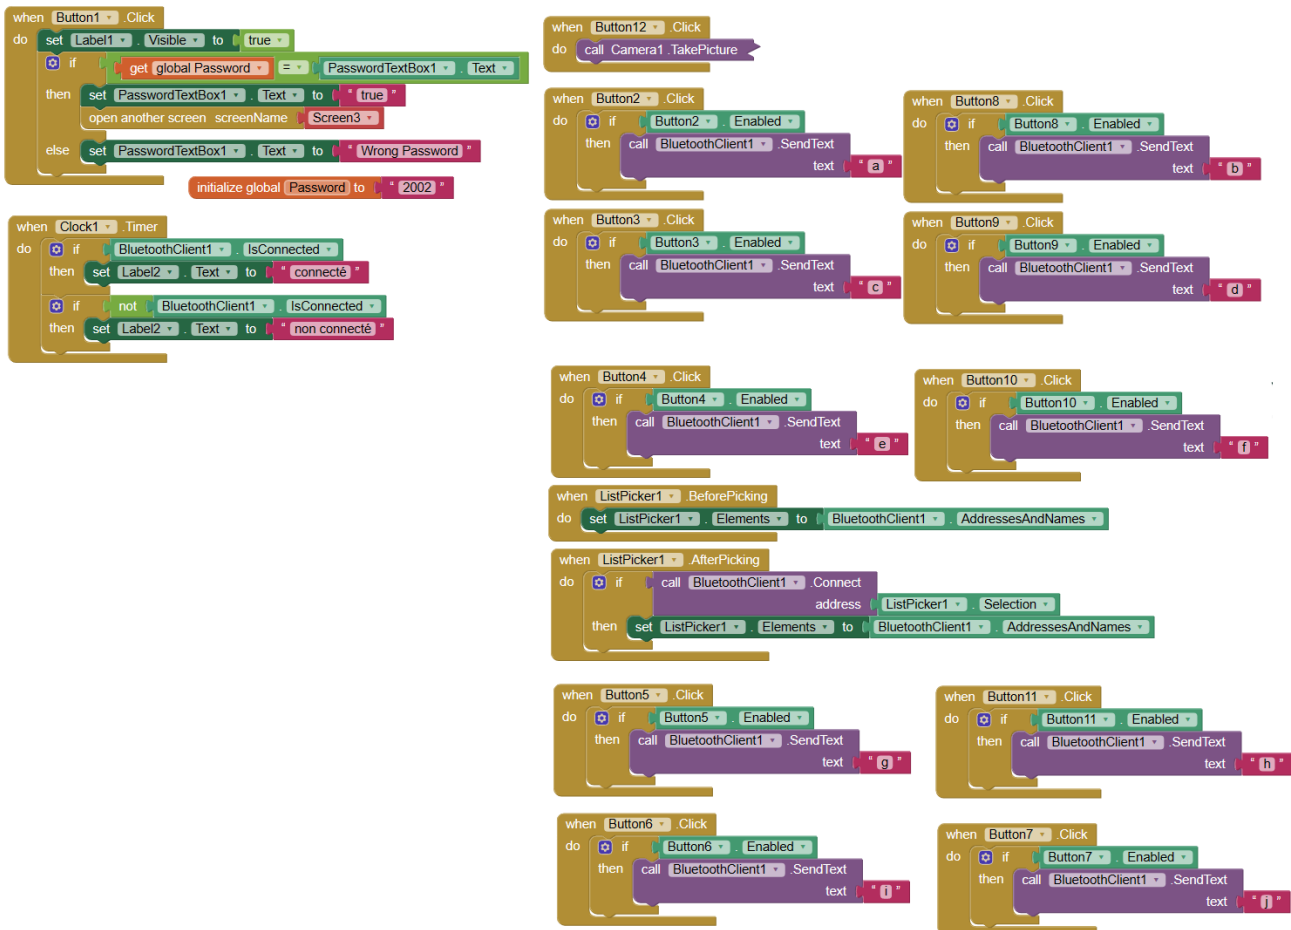 when Button1 .Click
do set Label1 . Visible to true
if get global Password = PasswordTextBox1 . Text
then set PasswordTextBox1 . Text to " true "
open another screen screenName Screen3
else set PasswordTextBox1 . Text to " Wrong Password "
initialize global Password to " 2002 "
when Clock1 .Timer
do if BluetoothClient1 . IsConnected
then set Label2 . Text to " connecté "
if not BluetoothClient1 . IsConnected
then set Label2 . Text to " non connecté "
when Button12 .Click
do call Camera1 .TakePicture
when Button2 .Click
do if Button2 . Enabled
then call BluetoothClient1 .SendText
text " a "
when Button8 .Click
do if Button8 . Enabled
then call BluetoothClient1 .SendText
text " b "
when Button3 .Click
do if Button3 . Enabled
then call BluetoothClient1 .SendText
text " c "
when Button9 .Click
do if Button9 . Enabled
then call BluetoothClient1 .SendText
text " d "
when Button4 .Click
do if Button4 . Enabled
then call BluetoothClient1 .SendText
text " e "
when Button10 .Click
do if Button10 . Enabled
then call BluetoothClient1 .SendText
text " f "
when ListPicker1 .BeforePicking
do set ListPicker1 . Elements to BluetoothClient1 . AddressesAndNames
when ListPicker1 .AfterPicking
do if call BluetoothClient1 .Connect
address ListPicker1 . Selection
then set ListPicker1 . Elements to BluetoothClient1 . AddressesAndNames
when Button5 .Click
do if Button5 . Enabled
then call BluetoothClient1 .SendText
text " g "
when Button11 .Click
do if Button11 . Enabled
then call BluetoothClient1 .SendText
text " h "
when Button6 .Click
do if Button6 . Enabled
then call BluetoothClient1 .SendText
text " i "
when Button7 .Click
do if Button7 . Enabled
then call BluetoothClient1 .SendText
text " j "